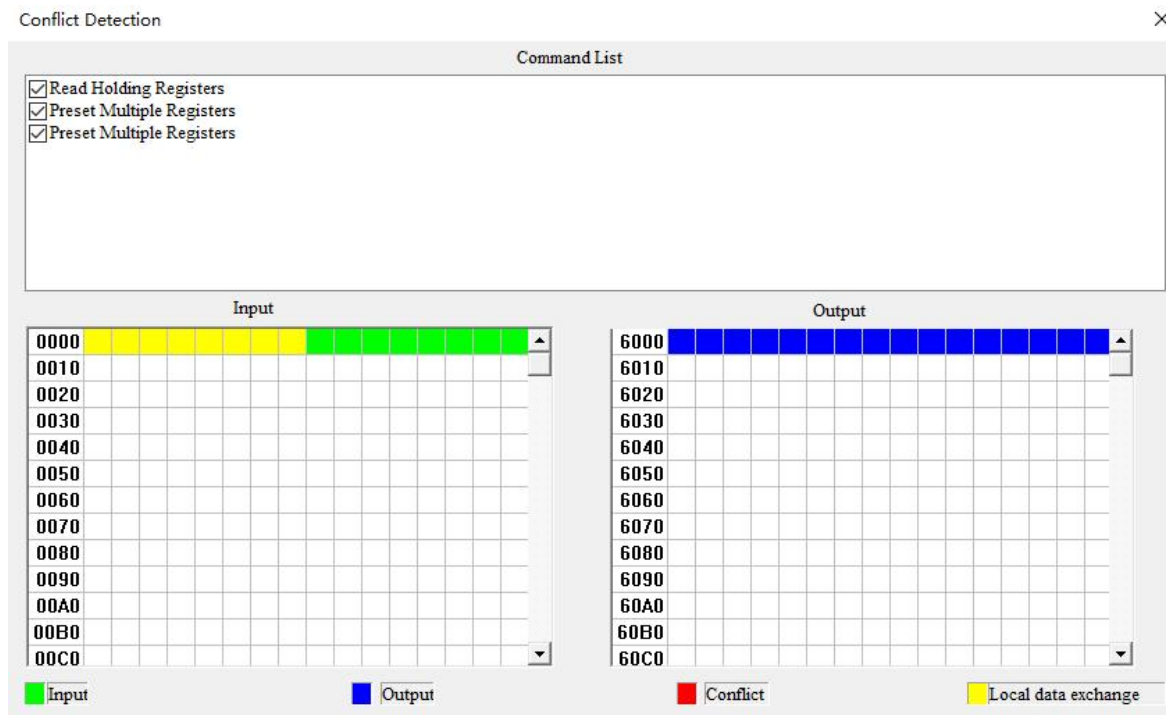 Conflict Detection
Command List
Read Holding Registers
Preset Multiple Registers
Preset Multiple Registers
Input
Output
0000
0010
0020
0030
0040
0050
0060
0070
0080
0090
00A0
00B0
00C0
6000
6010
6020
6030
6040
6050
6060
6070
6080
6090
60A0
60B0
60C0
Input
Output
Conflict
Local data exchange